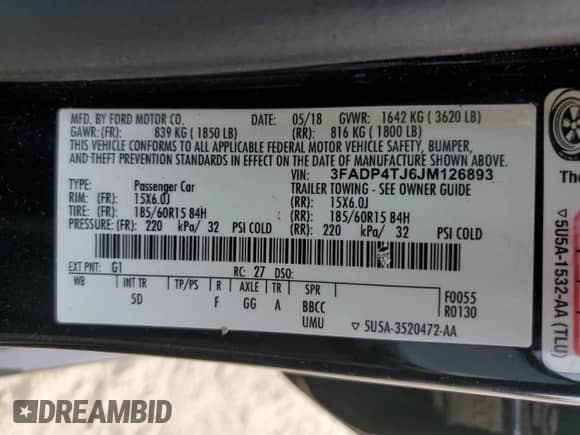 MFD. BY FORD MOTOR CO. DATE: 05/18 GVWR: 1642 KG ( 3620 LB)
GAWR: (FR): 839 KG ( 1850 LB) (RR): 816 KG ( 1800 LB)
THIS VEHICLE CONFORMS TO ALL APPLICABLE FEDERAL MOTOR VEHICLE SAFETY, BUMPER,
AND THEFT PREVENTION STANDARDS IN EFFECT ON THE DATE OF MANUFACTURE SHOWN ABOVE.
VIN: 3FADP4TJ6JM126893
TYPE: Passenger Car TRAILER TOWING - SEE OWNER GUIDE
RIM: (FR): 15X6.0J (RR): 15X6.0J
TIRE: (FR): 185/60R15 84H (RR): 185/60R15 84H
PRESSURE: (FR): 220 kPa/ 32 PSI COLD (RR): 220 kPa/ 32 PSI COLD
EXT PNT: G1 RC: 27 DSO:
WB INT TR TP/PS R AXLE TR SPR
5D F GG A BBCC F0055
UMU R0130
▽ 5U5A-3520472-AA
▽ 5U5A-1532-AA (TLU)
DREAMBID